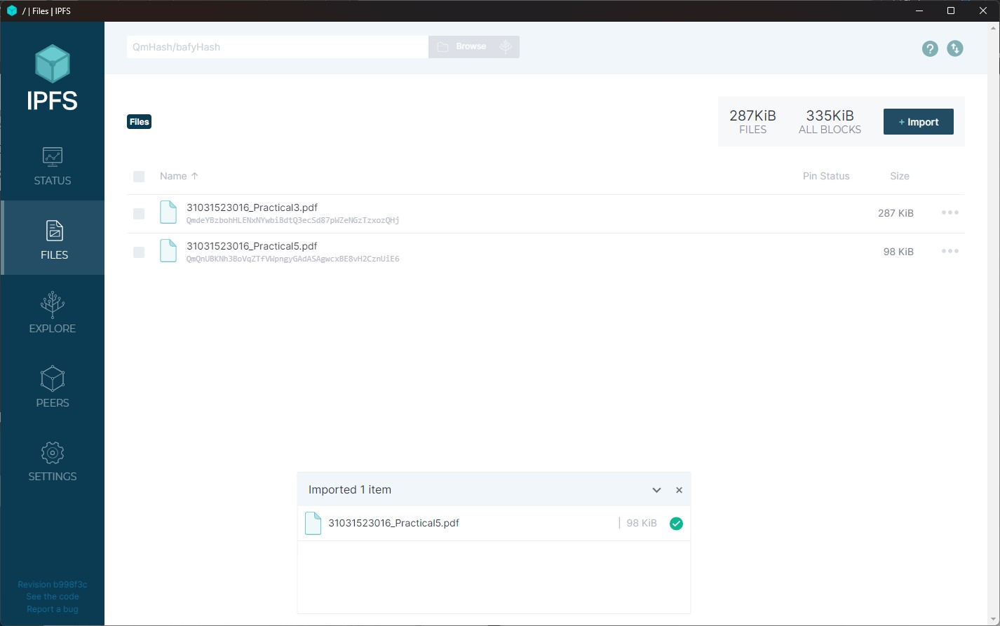 / | Files | IPFS
QmHash/bafyHash
Browse
IPFS
Files
287KiB
FILES
335KiB
ALL BLOCKS
+ Import
STATUS
Name ↑
Pin Status
Size
31031523016_Practical3.pdf
QmdeYBzbohHLENxNYwbiBdtQ3ecSd87pWZeNGzTzxozQHj
287 KiB
FILES
31031523016_Practical5.pdf
QmQnUBKNh3BoVqZTfVWpngyGAdASAgwcxBE8vH2CznUiE6
98 KiB
EXPLORE
PEERS
SETTINGS
Imported 1 item
31031523016_Practical5.pdf
98 KiB
Revision b998f3c
See the code
Report a bug